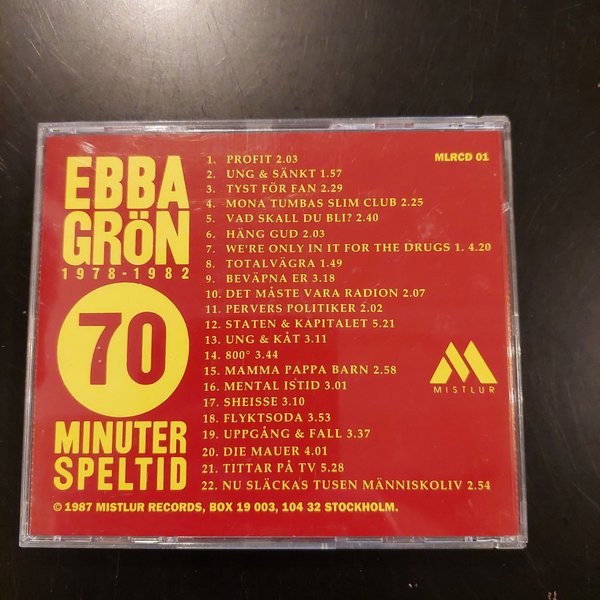 EBBA
GRÖN
1978-1982
70
MINUTER
SPELTID
MLRCD 01
1. PROFIT 2.03
2. UNG & SÄNKT 1.57
3. TYST FÖR FAN 2.29
4. MONA TUMBAS SLIM CLUB 2.25
5. VAD SKALL DU BLI? 2.40
6. HÄNG GUD 2.03
7. WE'RE ONLY IN IT FOR THE DRUGS 1. 4.20
8. TOTALVÄGRA 1.49
9. BEVÄPNA ER 3.18
10. DET MÅSTE VARA RADION 2.07
11. PERVERS POLITIKER 2.02
12. STATEN & KAPITALET 5.21
13. UNG & KÅT 3.11
14. 800° 3.44
15. MAMMA PAPPA BARN 2.58
16. MENTAL ISTID 3.01
17. SHEISSE 3.10
18. FLYKTSODA 3.53
19. UPPGÅNG & FALL 3.37
20. DIE MAUER 4.01
21. TITTAR PÅ TV 5.28
22. NU SLÄCKAS TUSEN MÄNNISKOLIV 2.54
MISTLUR
© 1987 MISTLUR RECORDS, BOX 19 003, 104 32 STOCKHOLM.